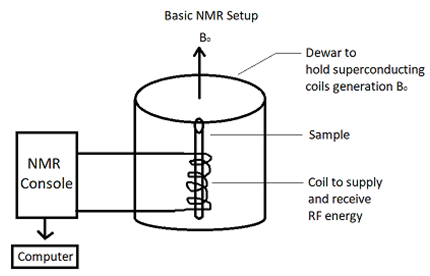 Basic NMR Setup
B₀
Dewar to
hold superconducting
coils generation B₀
Sample
NMR
Console
Coil to supply
and receive
RF energy
Computer